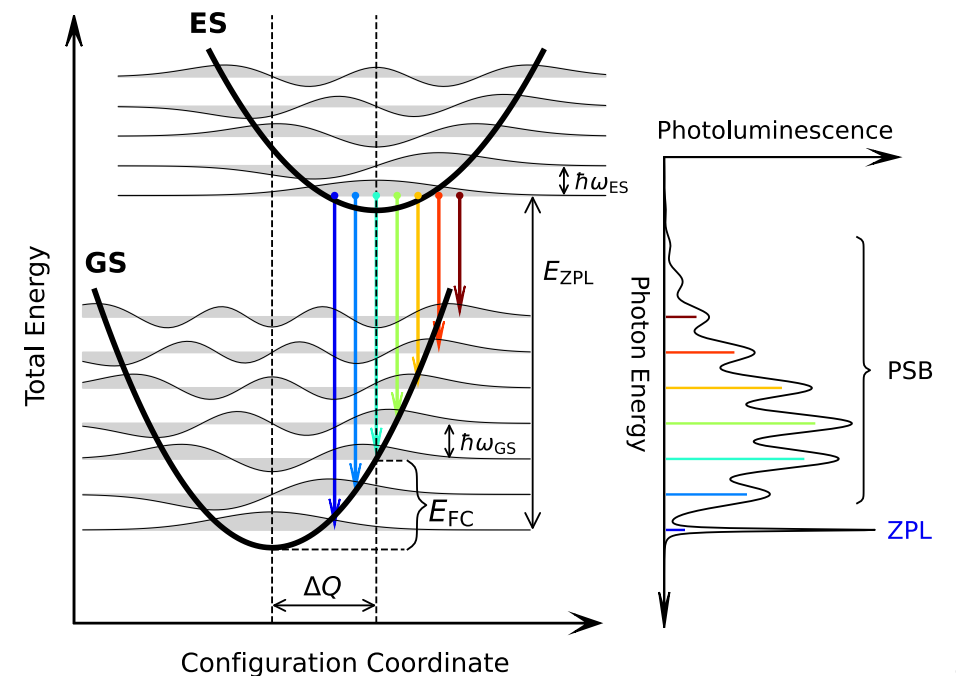 ES
GS
Total Energy
Configuration Coordinate
ħω_ES
E_ZPL
ħω_GS
E_FC
ΔQ
Photoluminescence
Photon Energy
PSB
ZPL